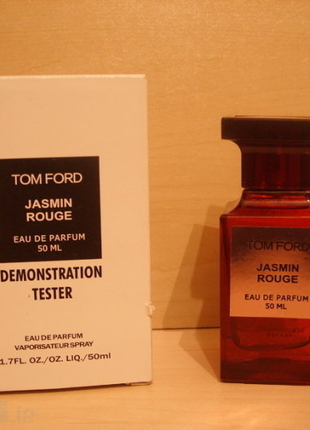 TOM FORD
JASMIN
ROUGE
EAU DE PARFUM
50 ML
DEMONSTRATION
TESTER
EAU DE PARFUM
VAPORISATEUR SPRAY
1.7FL. OZ./OZ. LIQ./50ml
TOM FORD
JASMIN
ROUGE
EAU DE PARFUM
50 ML